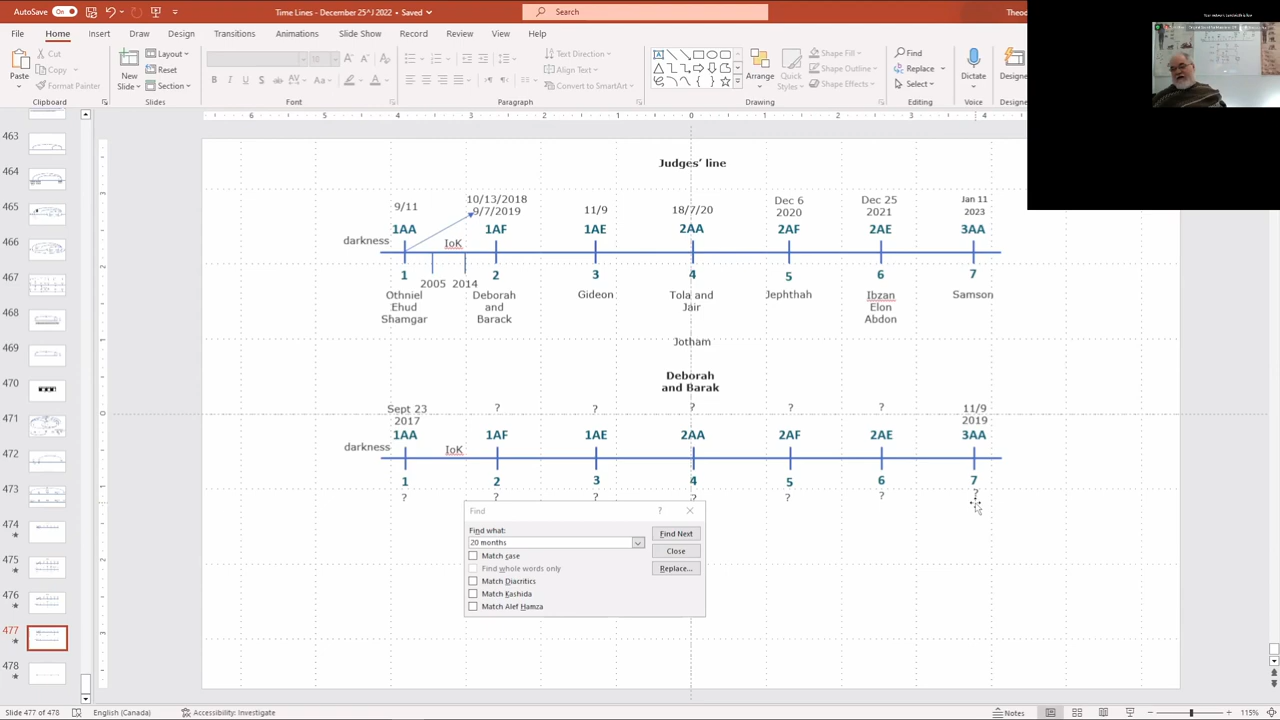 AutoSave
On
Time Lines - December 25^J 2022 • Saved
Search
Theoc
File Home Insert Draw Design Transitions Animations Slide Show Record
Paste
Cut
Copy
Format Painter
Clipboard
New Slide
Layout
Reset
Section
Slides
Font
Text Direction
Align Text
Convert to SmartArt
Paragraph
Arrange
Quick Styles
Shape Fill
Shape Outline
Shape Effects
Drawing
Find
Replace
Select
Editing
Dictate
Voice
Designe
Designe
463
465
466
467
468
469
470
471
472
473
474
475
476
477
478
Judges' line
9/11
10/13/2018
9/7/2019
11/9
18/7/20
Dec 6
2020
Dec 25
2021
Jan 11
2023
1AA 1AF 1AE 2AA 2AF 2AE 3AA
darkness IoK
1 2 3 4 5 6 7
2005 2014
Othniel
Ehud
Shamgar
Deborah
and
Barack
Gideon
Tola and
Jair
Jephthah
Ibzan
Elon
Abdon
Samson
Jotham
Deborah
and Barak
Sept 23
2017
? ? ? ? ?
11/9
2019
1AA 1AF 1AE 2AA 2AF 2AE 3AA
darkness IoK
1 2 3 4 5 6 7
? ? ? ? ? ? ?
Find
?
Find what:
20 months
Match case
Find whole words only
Match Diacritics
Match Kashida
Match Alef Hamza
Find Next
Close
Replace...
Slide 477 of 478
English (Canada)
Accessibility: Investigate
Notes
115%